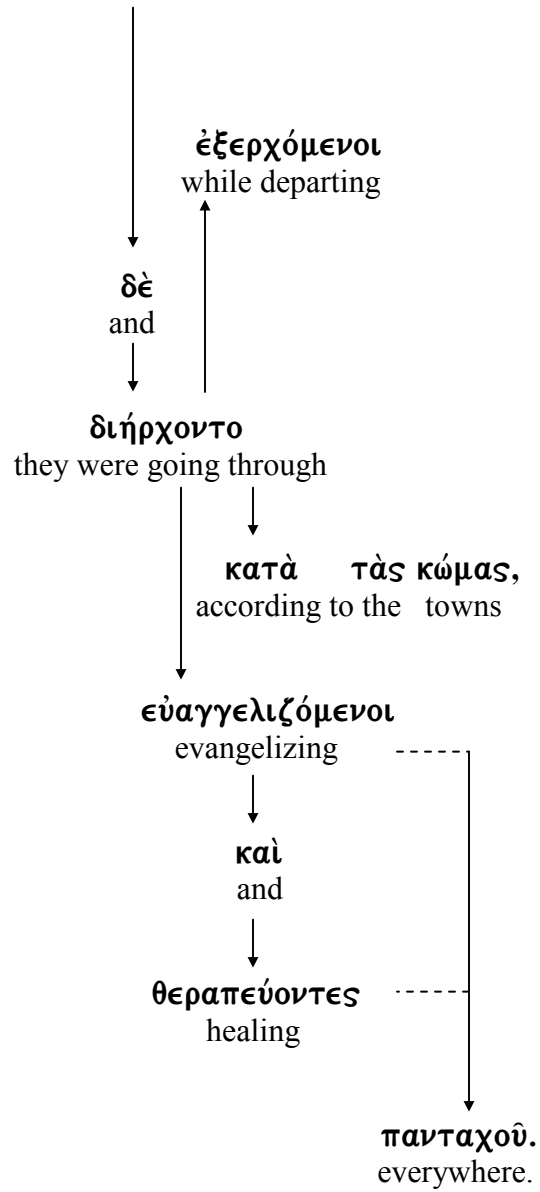 ἐξερχόμενοι
while departing
δὲ
and
διήρχοντο
they were going through
κατὰ τὰς κώμας,
according to the towns
εὐαγγελιζόμενοι
evangelizing
καὶ
and
θεραπεύοντες
healing
πανταχοῦ.
everywhere.